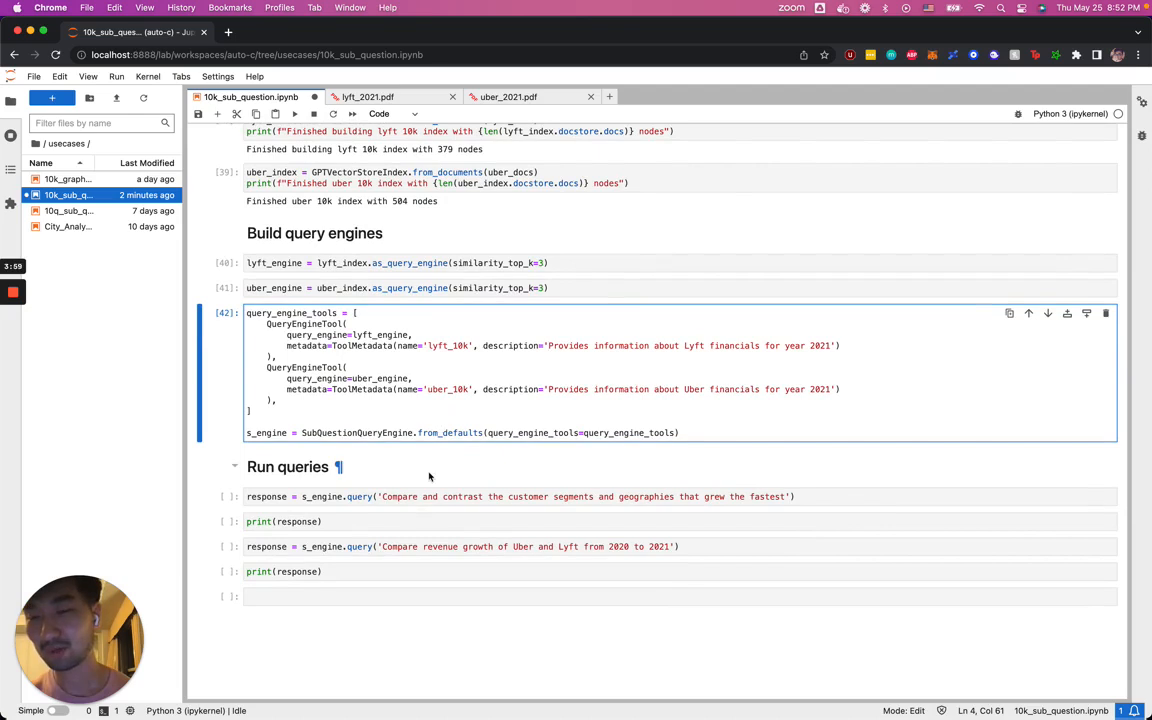 Chrome File Edit View History Bookmarks Profiles Tab Window Help
zoom Thu May 25 8:52 PM
10k_sub_ques... (auto-c) - Jup
localhost:8888/lab/workspaces/auto-c/tree/usecases/10k_sub_question.ipynb
File Edit View Run Kernel Tabs Settings Help
10k_sub_question.ipynb lyft_2021.pdf uber_2021.pdf
Code Python 3 (ipykernel)
Filter files by name
/ usecases /
Name Last Modified
10k_graph... a day ago
10k_sub_q... 2 minutes ago
10q_sub_q... 7 days ago
City_Analy... 10 days ago
3:59
print(f"Finished building lyft 10k index with {len(lyft_index.docstore.docs)} nodes")
Finished building lyft 10k index with 379 nodes
[39]: uber_index = GPTVectorStoreIndex.from_documents(uber_docs)
print(f"Finished uber 10k index with {len(uber_index.docstore.docs)} nodes")
Finished uber 10k index with 504 nodes
Build query engines
[40]: lyft_engine = lyft_index.as_query_engine(similarity_top_k=3)
[41]: uber_engine = uber_index.as_query_engine(similarity_top_k=3)
[42]: query_engine_tools = [
QueryEngineTool(
query_engine=lyft_engine,
metadata=ToolMetadata(name='lyft_10k', description='Provides information about Lyft financials for year 2021')
),
QueryEngineTool(
query_engine=uber_engine,
metadata=ToolMetadata(name='uber_10k', description='Provides information about Uber financials for year 2021')
),
]
s_engine = SubQuestionQueryEngine.from_defaults(query_engine_tools=query_engine_tools)
Run queries ¶
[ ]: response = s_engine.query('Compare and contrast the customer segments and geographies that grew the fastest')
[ ]: print(response)
[ ]: response = s_engine.query('Compare revenue growth of Uber and Lyft from 2020 to 2021')
[ ]: print(response)
[ ]:
Simple 0 1 Python 3 (ipykernel) | Idle Mode: Edit Ln 4, Col 61 10k_sub_question.ipynb 1